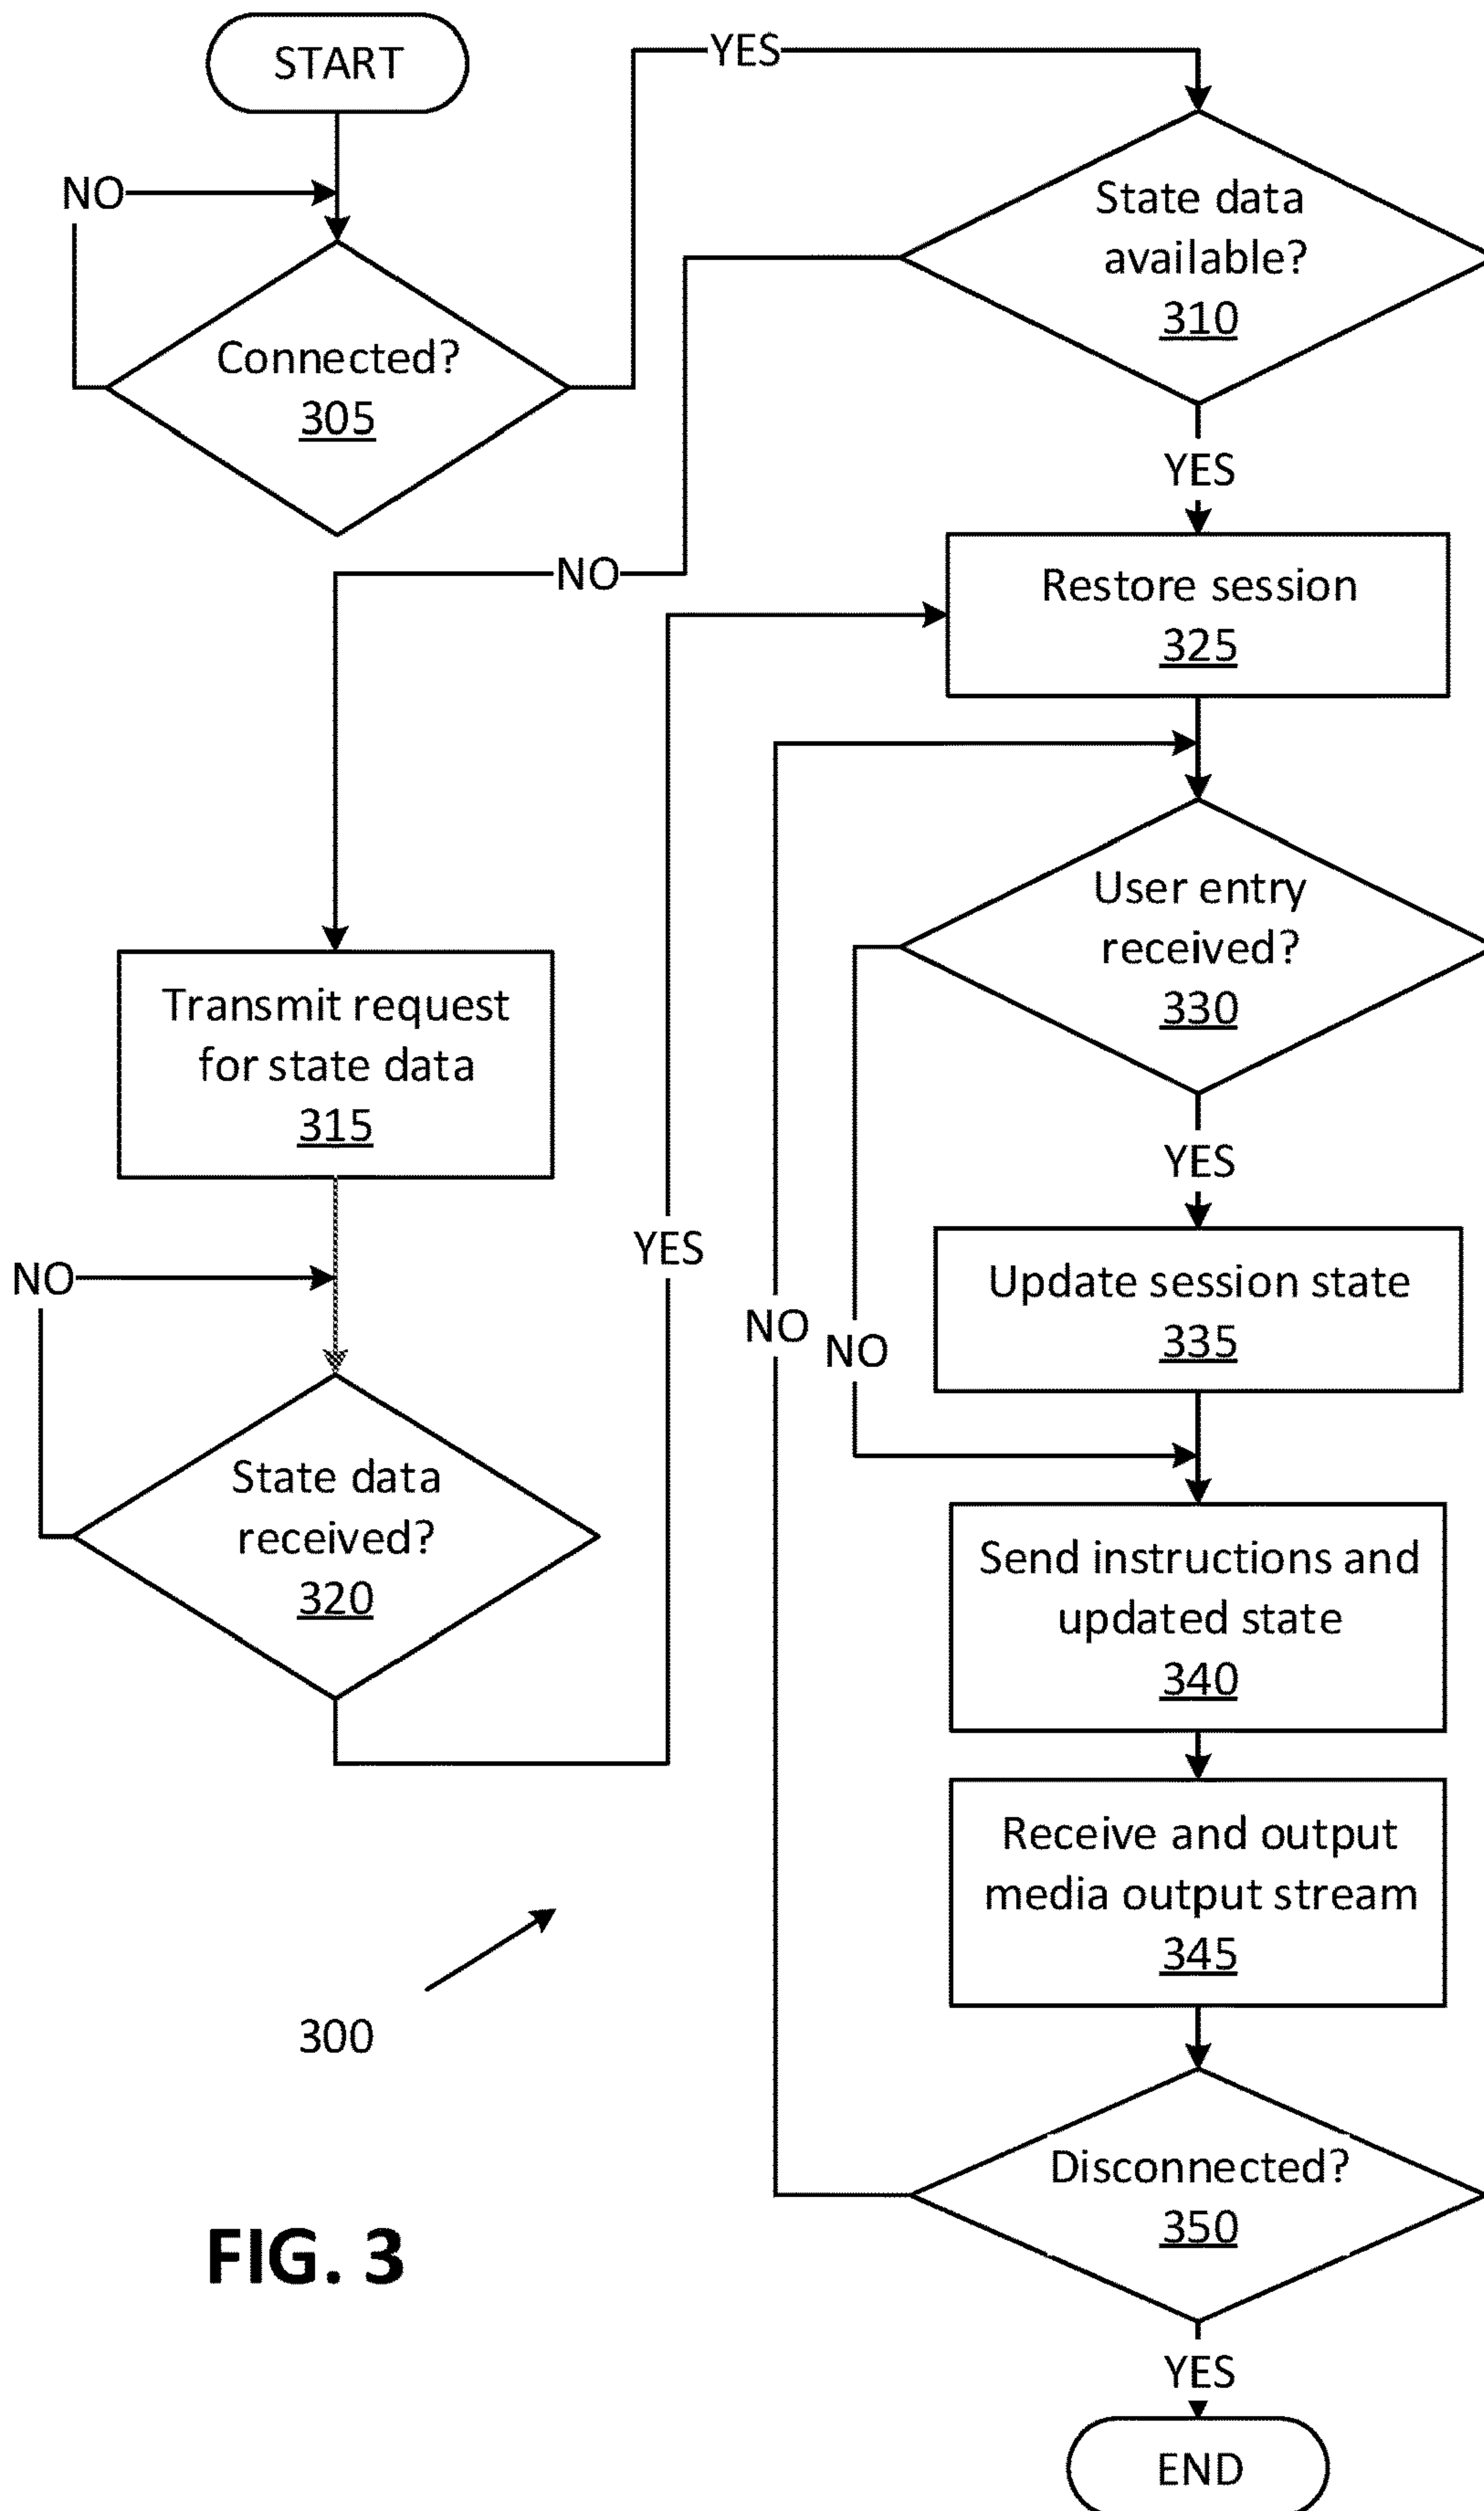 START
YES
NO
State data
available?
310
Connected?
305
YES
NO
Restore session
325
User entry
received?
330
Transmit request
for state data
315
YES
YES
NO
Update session state
335
NO
NO
State data
received?
320
Send instructions and
updated state
340
Receive and output
media output stream
345
300
Disconnected?
350
FIG. 3
YES
END